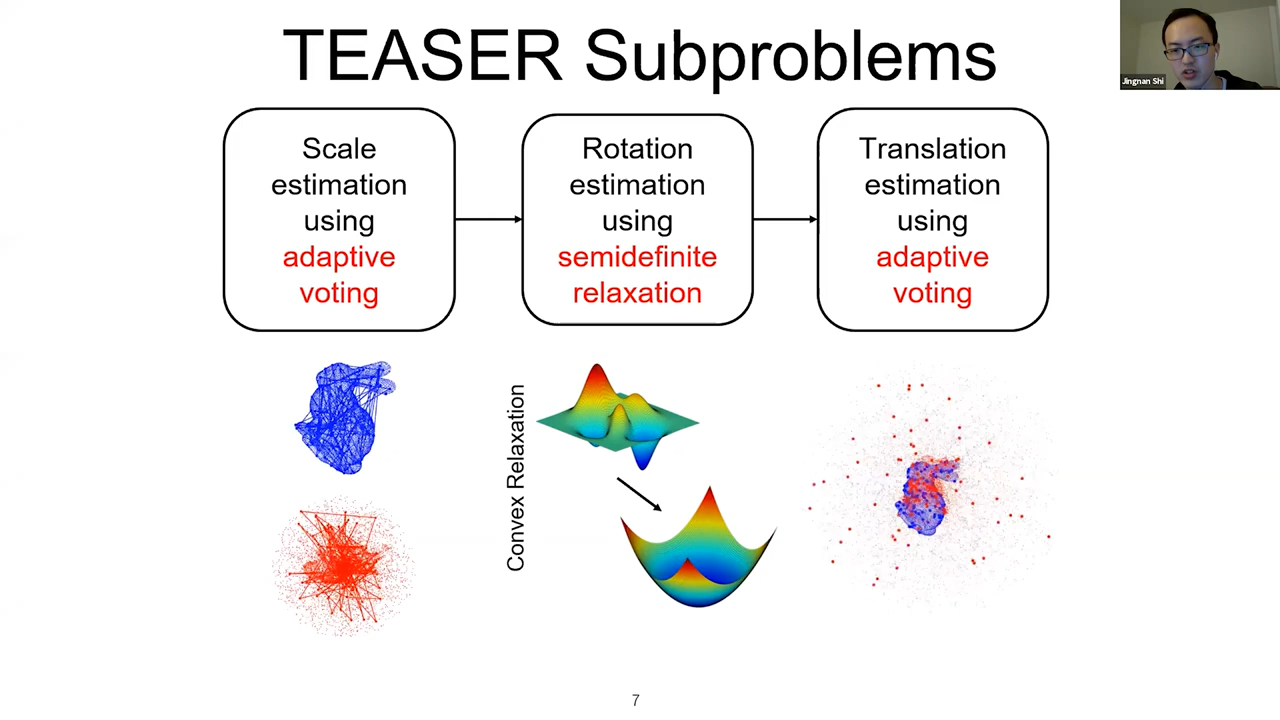 TEASER Subproblems
Jingnan Shi
Scale
estimation
using
adaptive
voting
Rotation
estimation
using
semidefinite
relaxation
Translation
estimation
using
adaptive
voting
Convex Relaxation
7